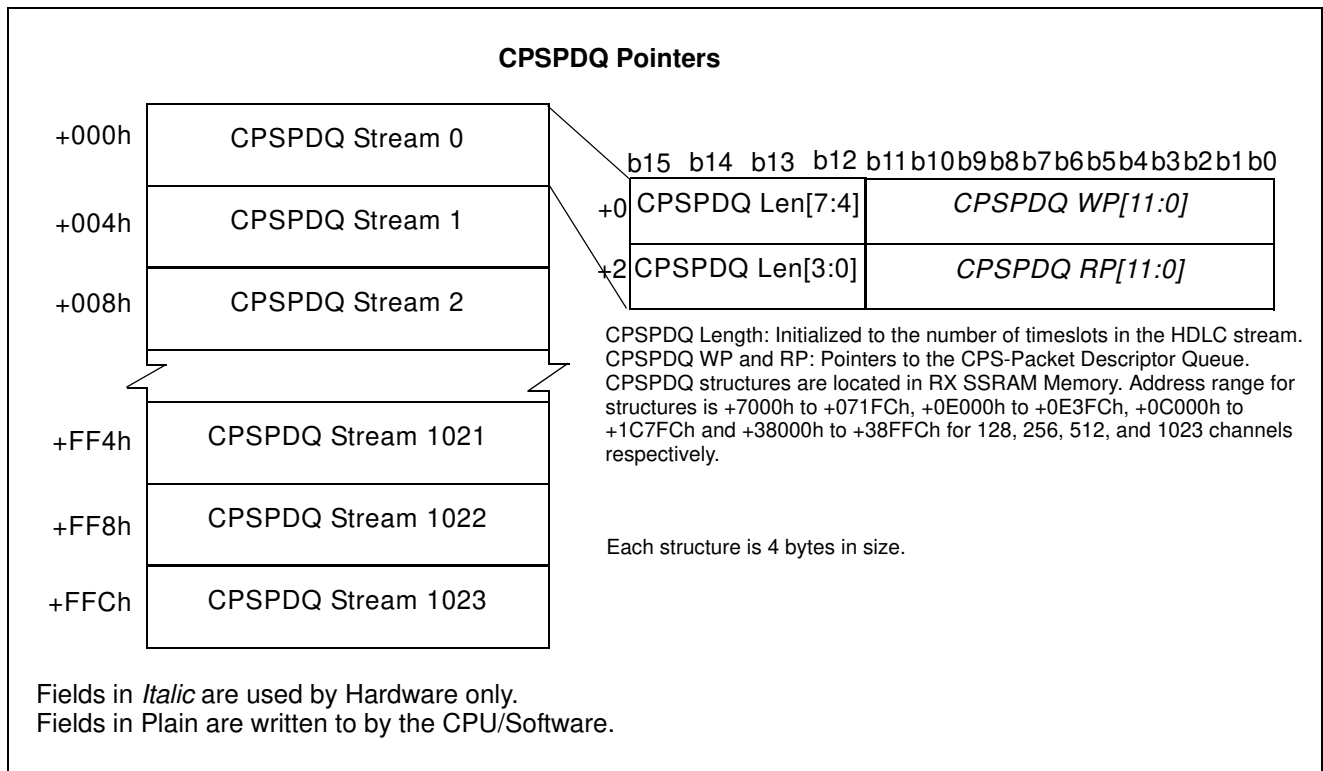 CPSPDQ Pointers
+000h CPSPDQ Stream 0
+004h CPSPDQ Stream 1
+008h CPSPDQ Stream 2
+FF4h CPSPDQ Stream 1021
+FF8h CPSPDQ Stream 1022
+FFCh CPSPDQ Stream 1023
b15 b14 b13 b12 b11 b10 b9 b8 b7 b6 b5 b4 b3 b2 b1 b0
+0 CPSPDQ Len[7:4] CPSPDQ WP[11:0]
+2 CPSPDQ Len[3:0] CPSPDQ RP[11:0]
CPSPDQ Length: Initialized to the number of timeslots in the HDLC stream.
CPSPDQ WP and RP: Pointers to the CPS-Packet Descriptor Queue.
CPSPDQ structures are located in RX SSRAM Memory. Address range for
structures is +7000h to +071FCh, +0E000h to +0E3FCh, +0C000h to
+1C7FCh and +38000h to +38FFCh for 128, 256, 512, and 1023 channels
respectively.
Each structure is 4 bytes in size.
Fields in Italic are used by Hardware only.
Fields in Plain are written to by the CPU/Software.